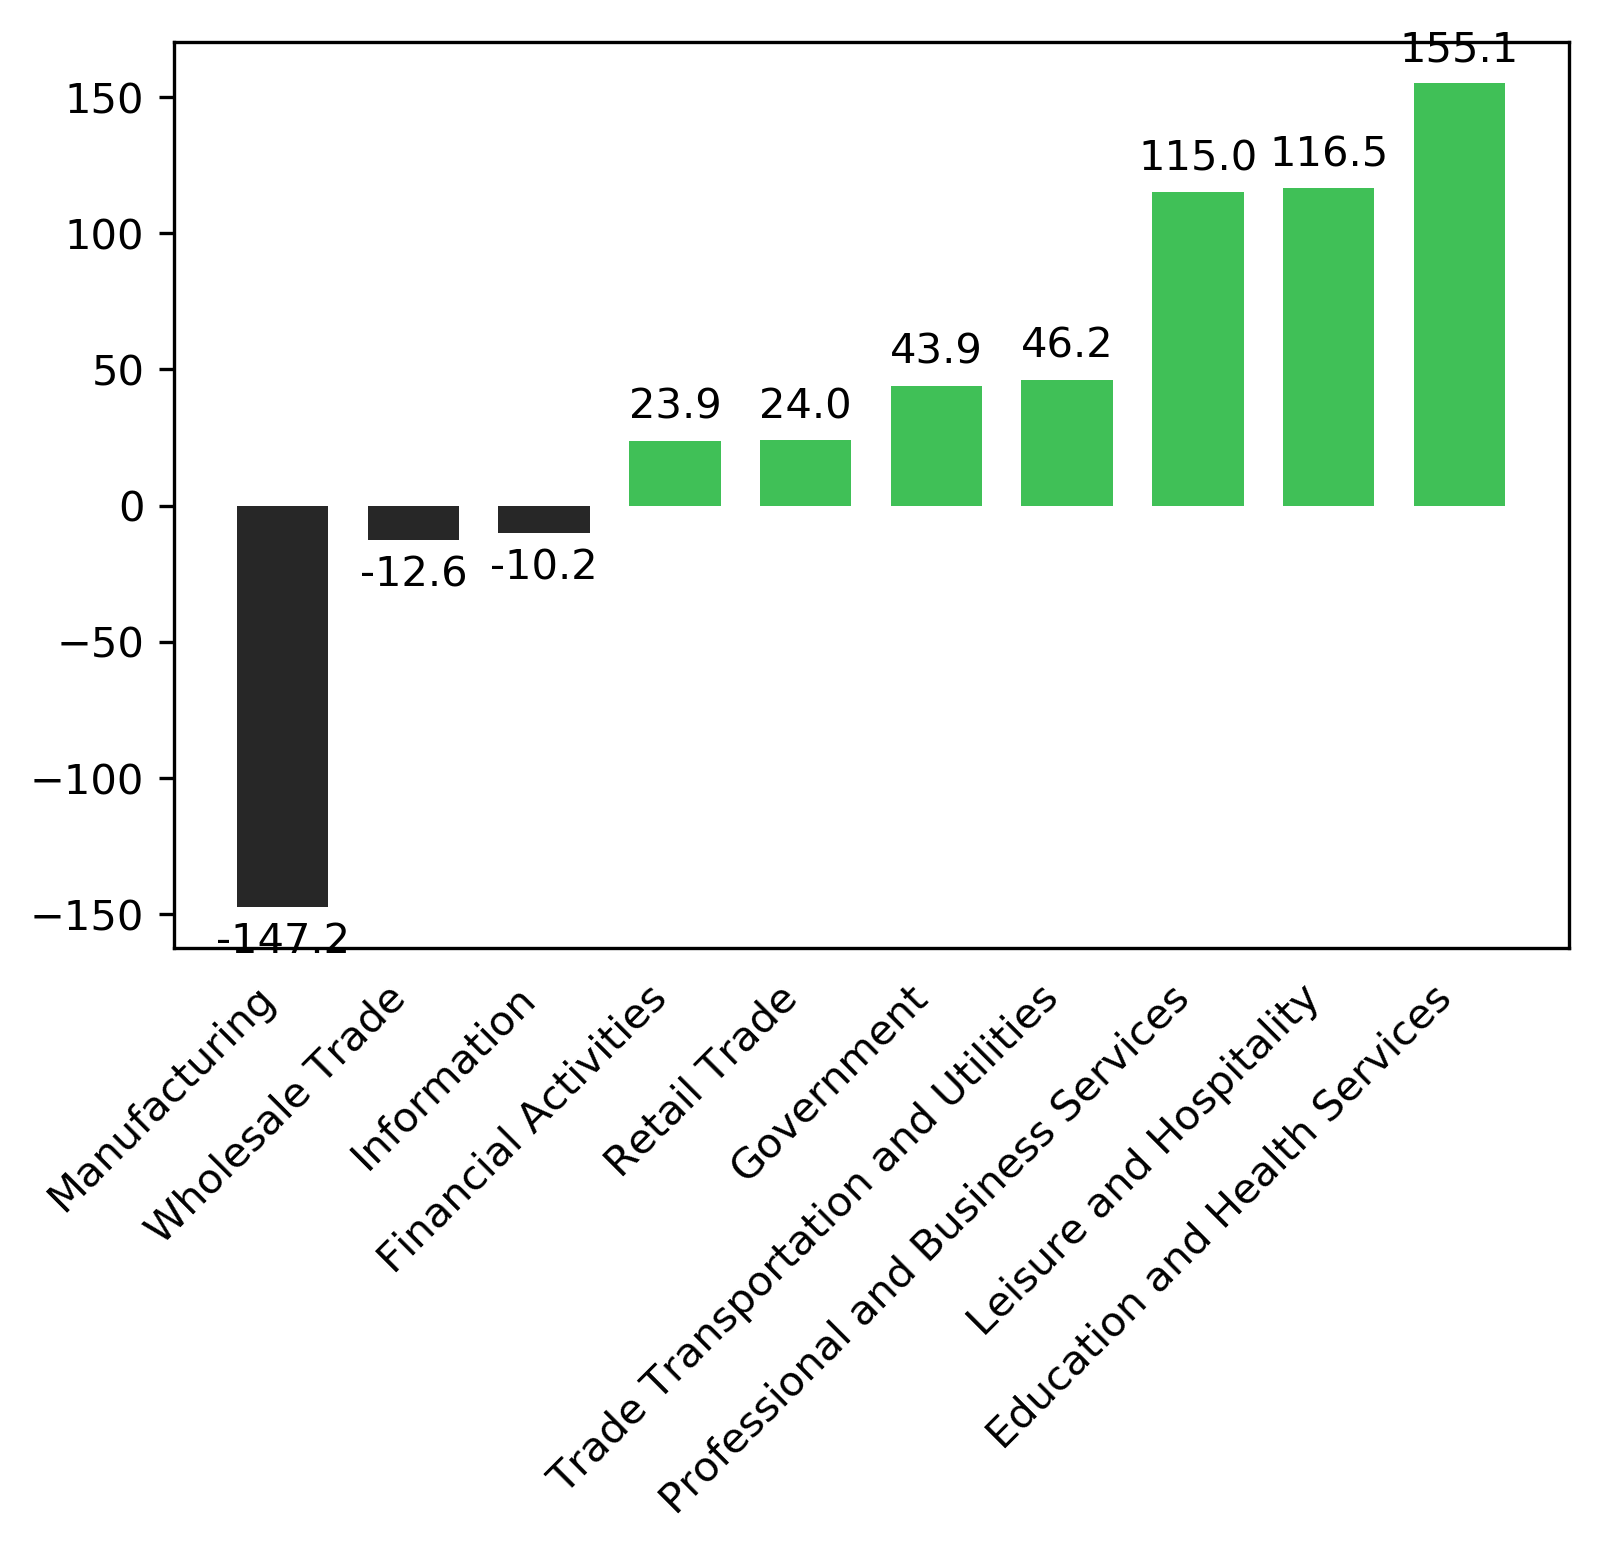 155.1
150
115.0 116.5
100
50
43.9
46.2
23.9
24.0
0
-12.6
-10.2
−50
−100
−150
-147.2
Manufacturing
Wholesale Trade
Information
Financial Activities
Retail Trade
Government
Trade Transportation and Utilities
Professional and Business Services
Leisure and Hospitality
Education and Health Services